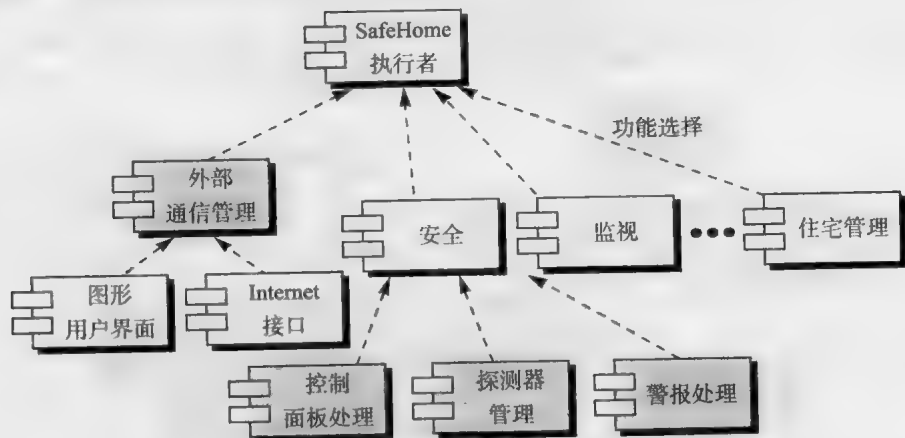 SafeHome
执行者
功能选择
外部
通信管理
安全
监视
住宅管理
图形
用户界面
Internet
接口
控制
面板处理
探测器
管理
警报处理